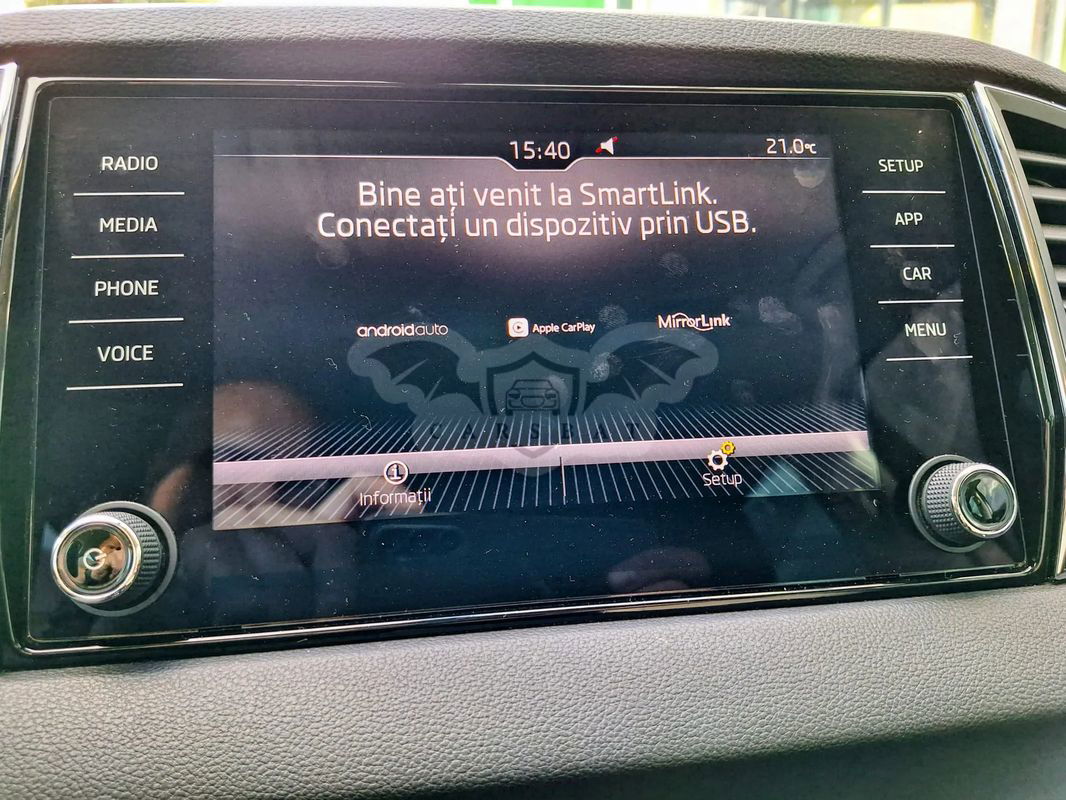 15:40
21.0°C
Bine ați venit la SmartLink.
Conectați un dispozitiv prin USB.
androidauto
Apple CarPlay
MirrorLink
CARSBAT
Informații
Setup
RADIO
MEDIA
PHONE
VOICE
SETUP
APP
CAR
MENU